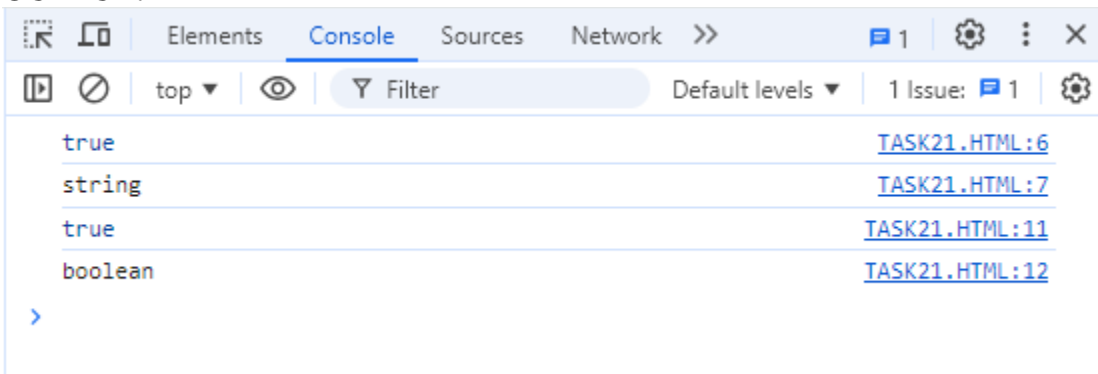 Elements Console Sources Network 1
top Filter Default levels 1 Issue: 1
true TASK21.HTML:6
string TASK21.HTML:7
true TASK21.HTML:11
boolean TASK21.HTML:12